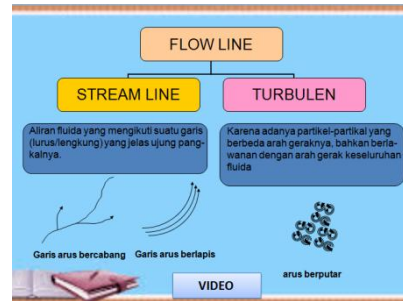 FLOW LINE
STREAM LINE
TURBULEN
Aliran fluida yang mengikuti suatu garis
(lurus/lengkung) yang jelas ujung pang-
kalnya.
Karena adanya partikel-partikal yang
berbeda arah geraknya, bahkan berla-
wanan dengan arah gerak keseluruhan
fluida
Garis arus bercabang
Garis arus berlapis
arus berputar
VIDEO